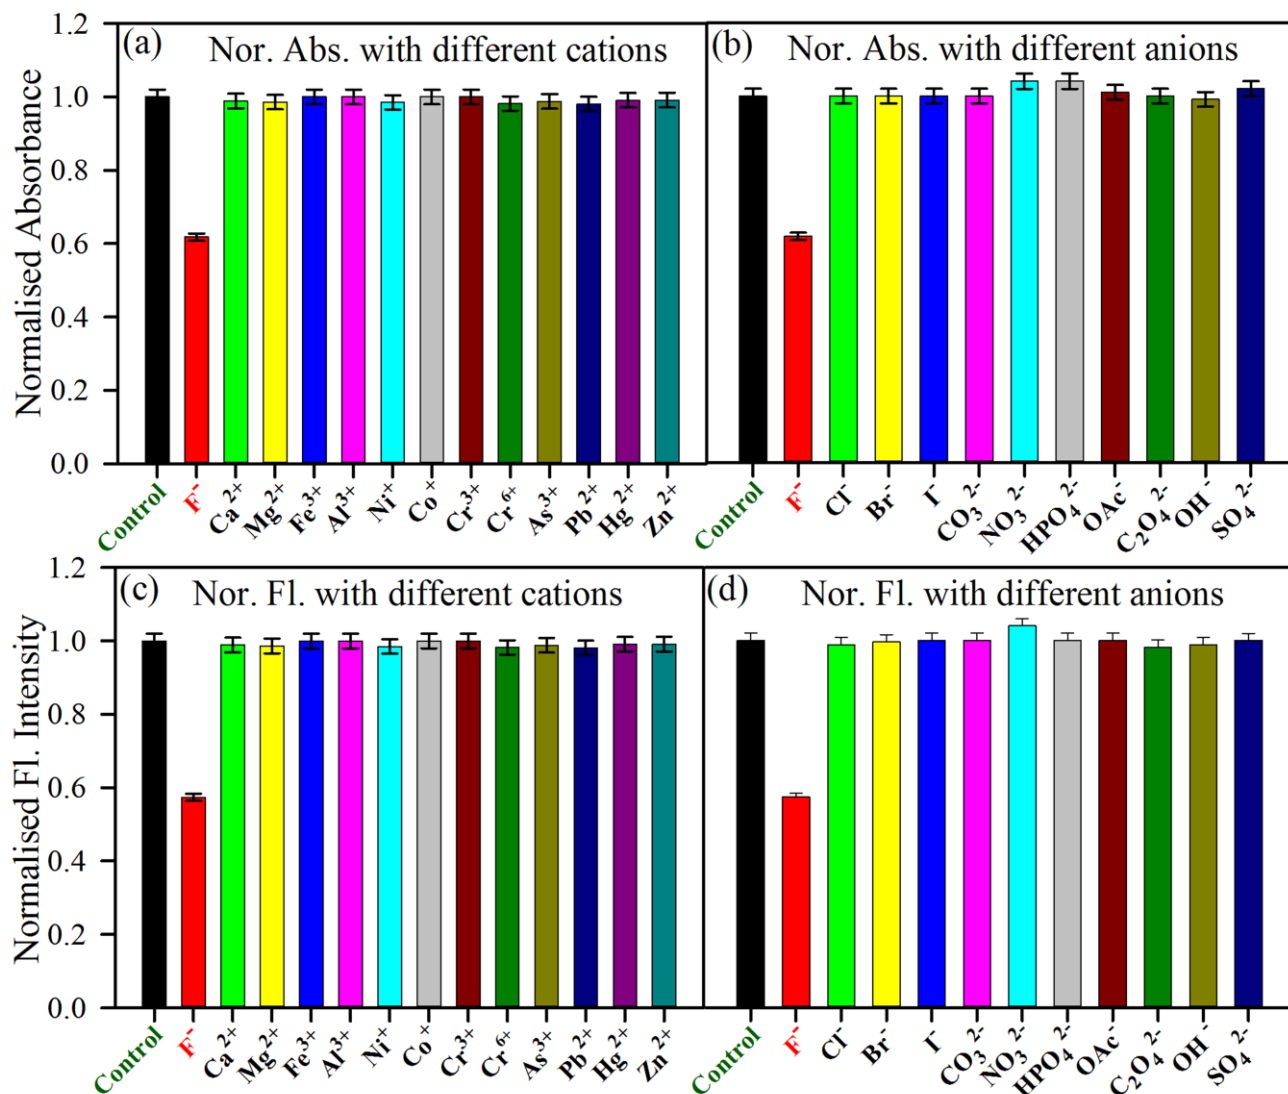 (a) Nor. Abs. with different cations
Normalised Absorbance
1.2
1.0
0.8
0.6
0.4
0.2
0.0
Control F⁻ Ca²⁺ Mg²⁺ Fe³⁺ Al³⁺ Ni⁺ Co⁺ Cr³⁺ Cr⁶⁺ As³⁺ Pb²⁺ Hg²⁺ Zn²⁺
(b) Nor. Abs. with different anions
Control F⁻ Cl⁻ Br⁻ I⁻ CO₃²⁻ NO₃²⁻ HPO₄²⁻ OAc⁻ C₂O₄²⁻ OH⁻ SO₄²⁻
(c) Nor. Fl. with different cations
Normalised Fl. Intensity
1.2
1.0
0.8
0.6
0.4
0.2
0.0
Control F⁻ Ca²⁺ Mg²⁺ Fe³⁺ Al³⁺ Ni⁺ Co⁺ Cr³⁺ Cr⁶⁺ As³⁺ Pb²⁺ Hg²⁺ Zn²⁺
(d) Nor. Fl. with different anions
Control F⁻ Cl⁻ Br⁻ I⁻ CO₃²⁻ NO₃²⁻ HPO₄²⁻ OAc⁻ C₂O₄²⁻ OH⁻ SO₄²⁻